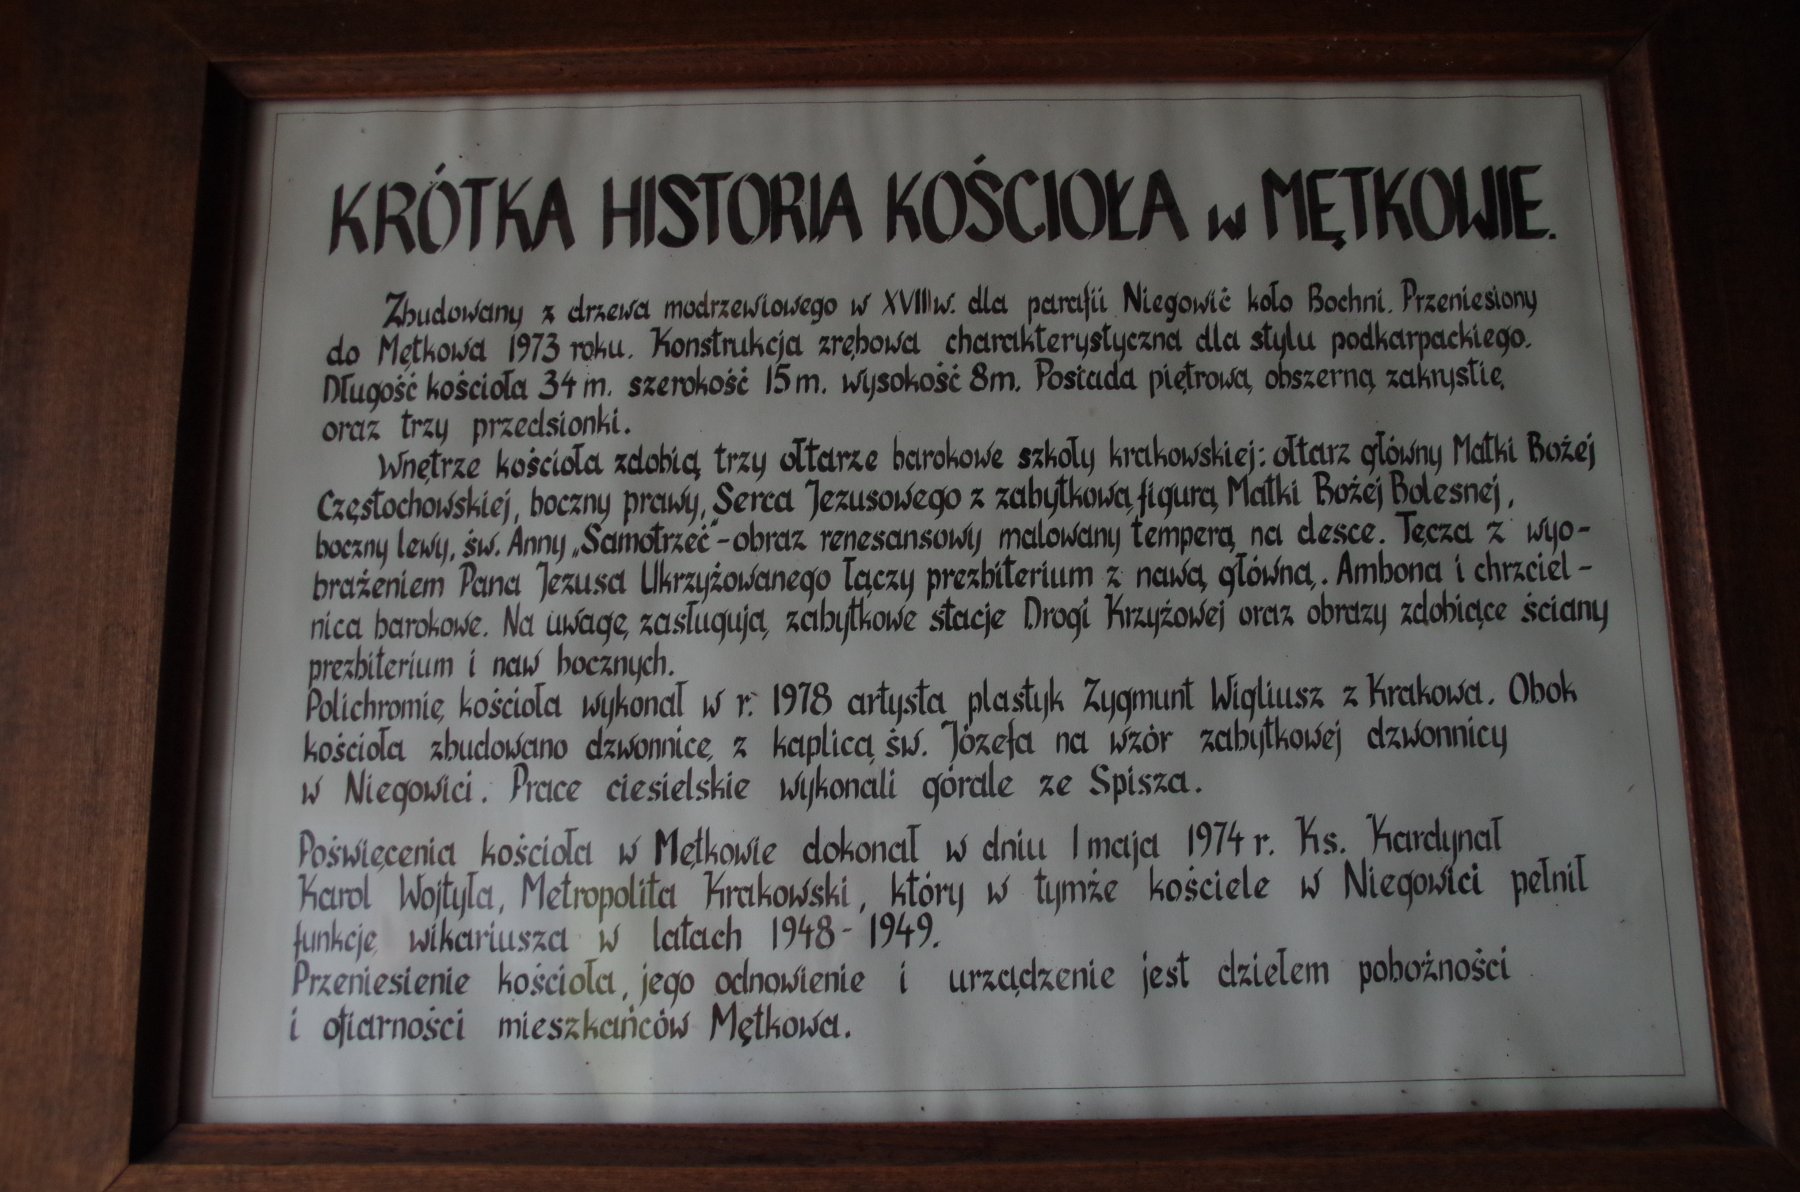 KRÓTKA HISTORIA KOŚCIOŁA w MĘTKOWIE.
Zbudowany z drzewa modrzewiowego w XVIII w. dla parafii Niegowić koło Bochni. Przeniesiony
do Mętkowa 1973 roku. Konstrukcja zrębowa charakterystyczna dla stylu podkarpackiego.
Długość kościoła 34 m. szerokość 15 m. wysokość 8 m. Posiada piętrową, obszerną zakrystię,
oraz trzy przedsionki.
Wnętrze kościoła zdobią trzy ołtarze barokowe szkoły krakowskiej: ołtarz główny Matki Bożej
Częstochowskiej, boczny prawy, Serca Jezusowego z zabytkową figurą Matki Bożej Bolesnej,
boczny lewy, św. Anny „Samotrzeć" - obraz renesansowy malowany temperą na desce. Tęcza z wyo-
brażeniem Pana Jezusa Ukrzyżowanego łączy prezbiterium z nawą główną. Ambona i chrzciel-
nica barokowe. Na uwagę zasługują zabytkowe stacje Drogi Krzyżowej oraz obrazy zdobiące ściany
prezbiterium i naw bocznych.
Polichromię kościoła wykonał w r. 1978 artysta plastyk Zygmunt Wigliusz z Krakowa. Obok
kościoła zbudowano dzwonnicę z kaplicą św. Józefa na wzór zabytkowej dzwonnicy
w Niegowici. Prace ciesielskie wykonali górale ze Spisza.
Poświęcenia kościoła w Mętkowie dokonał w dniu 1 maja 1974 r. Ks. Kardynał
Karol Wojtyła, Metropolita Krakowski, który w tymże kościele w Niegowici pełnił
funkcję wikariusza w latach 1948 - 1949.
Przeniesienie kościoła, jego odnowienie i urządzenie jest dziełem pobożności
i ofiarności mieszkańców Mętkowa.